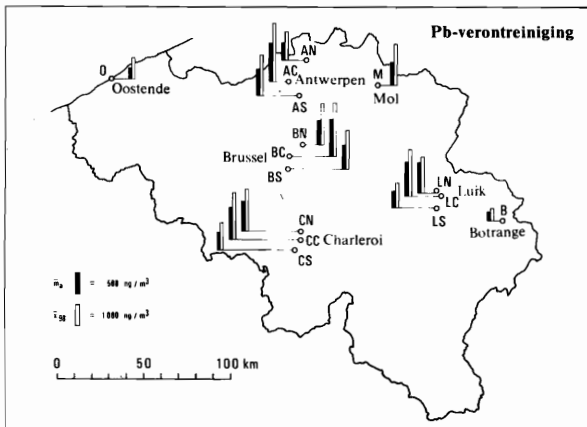 Pb-verontreiniging
O
Oostende
AN
AC
Antwerpen
AS
M
Mol
BN
BC
Brussel
BS
LN
Luik
LC
LS
B
Botrange
CN
CC
Charleroi
CS
= 500 ng/m³
= 1000 ng/m³
0 50 100 km